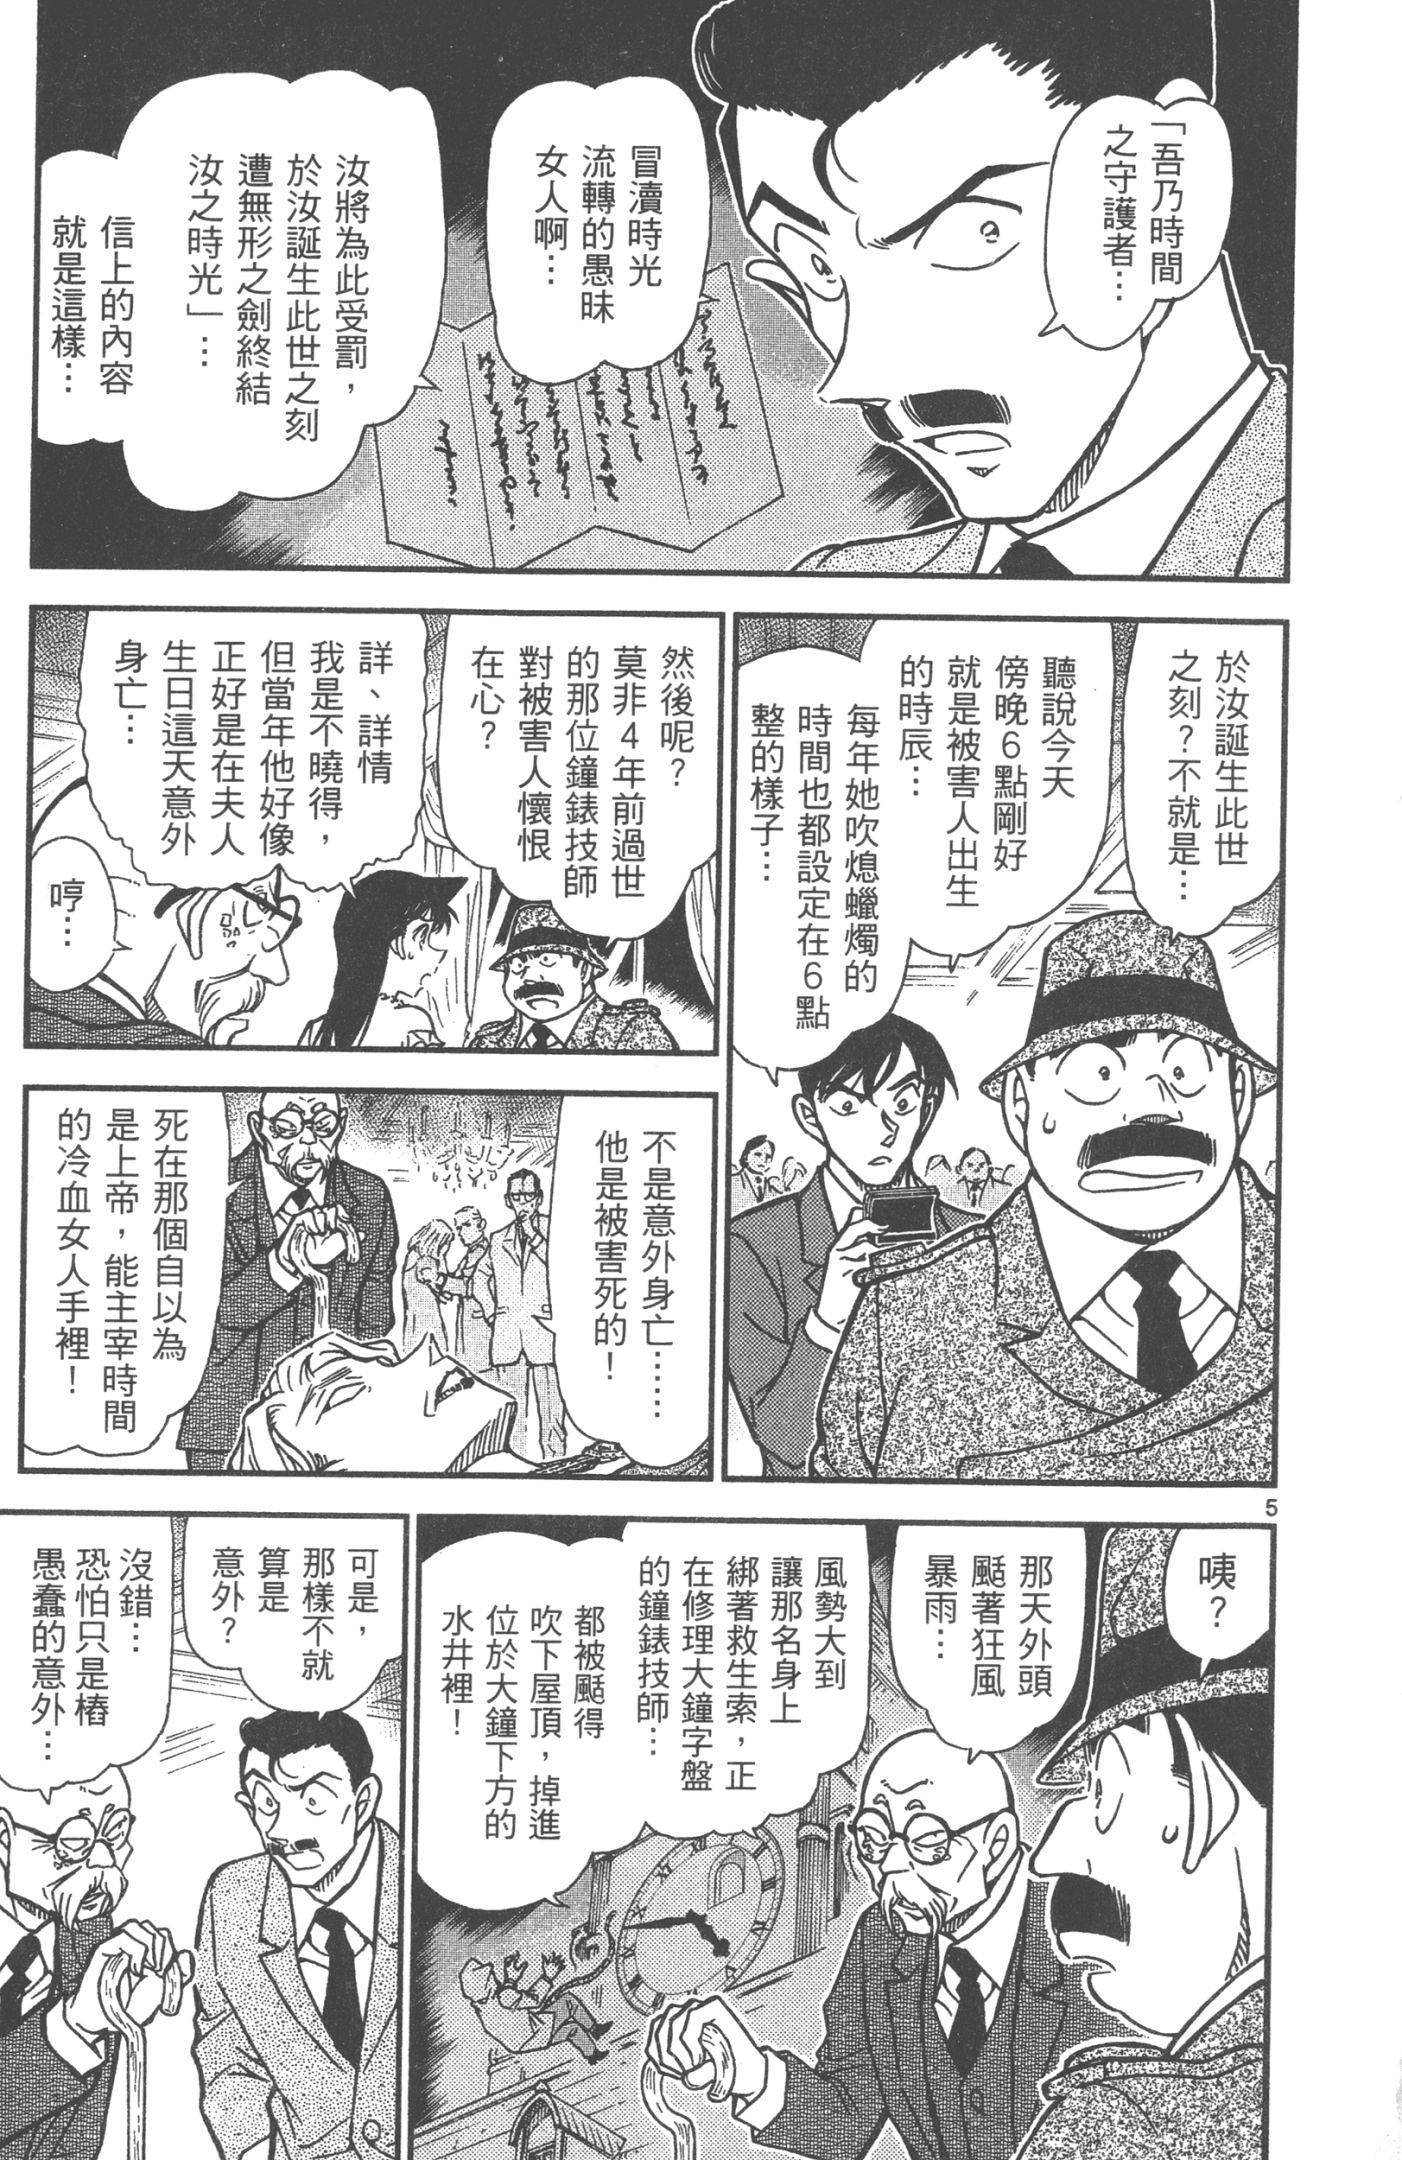 「吾乃時間
之守護者…
冒瀆時光
流轉的愚昧
女人啊…
汝將為此受罰，
於汝誕生此世之刻
遭無形之劍終結
汝之時光」…
信上的內容
就是這樣…
於汝誕生此世
之刻？不就是…
聽說今天
傍晚6點剛好
就是被害人出生
的時辰…
每年她吹熄蠟燭的
時間也都設定在6點
整的樣子…
然後呢？
莫非4年前過世
的那位鐘錶技師
對被害人懷恨
在心？
詳、詳情
我是不曉得，
但當年他好像
正好是在夫人
生日這天意外
身亡…
哼…
不是意外身亡……
他是被害死的！
死在那個自以為
是上帝，能主宰時間
的冷血女人手裡！
5
咦？
那天外頭
颳著狂風
暴雨…
風勢大到
讓那名身上
綁著救生索，正
在修理大鐘字盤
的鐘錶技師…
都被颳得
吹下屋頂，掉進
位於大鐘下方的
水井裡！
可是，
那樣不就
算是
意外？
沒錯…
恐怕只是樁
愚蠢的意外…